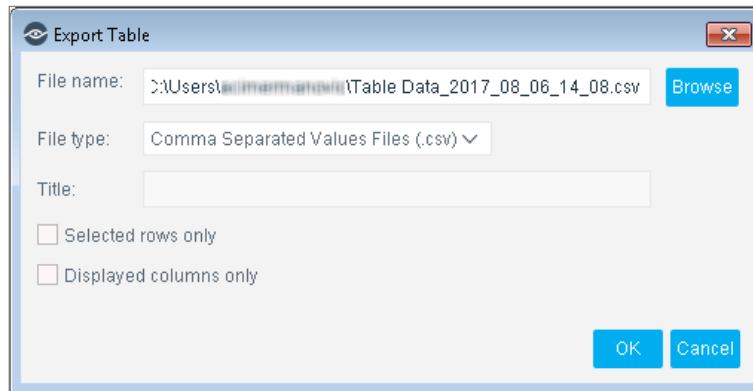 Export Table
File name: C:\Users\ \Table Data_2017_08_06_14_08.csv Browse
File type: Comma Separated Values Files (.csv)
Title:
Selected rows only
Displayed columns only
OK Cancel